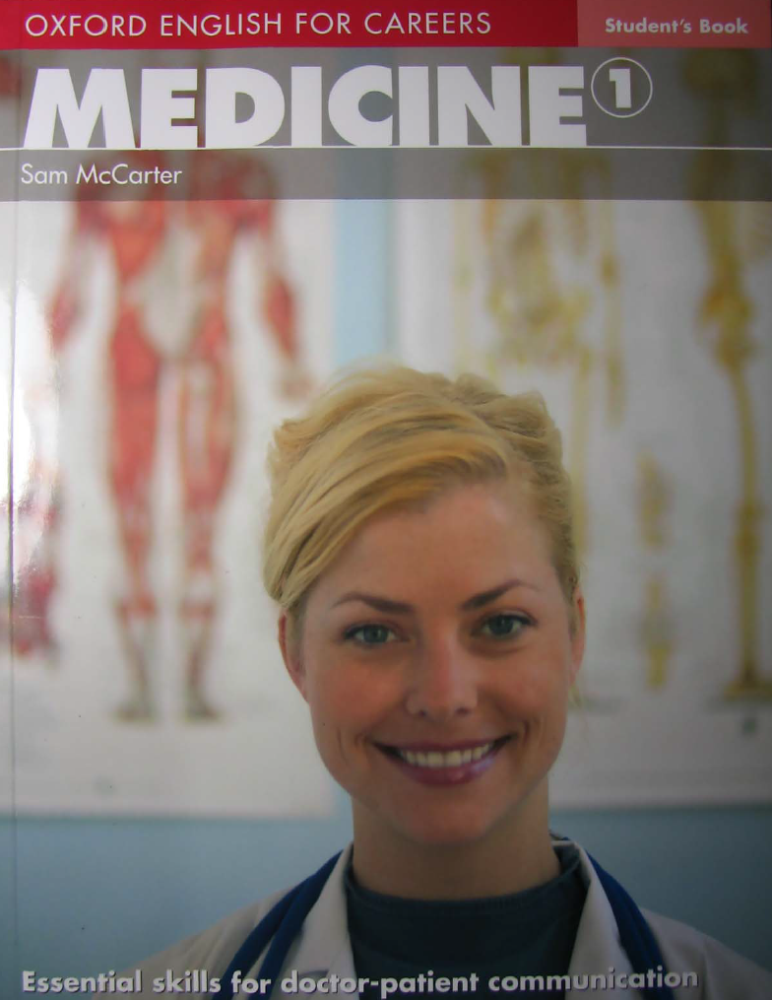 OXFORD ENGLISH FOR CAREERS
Student's Book
MEDICINE 1
Sam McCarter
Essential skills for doctor-patient communication